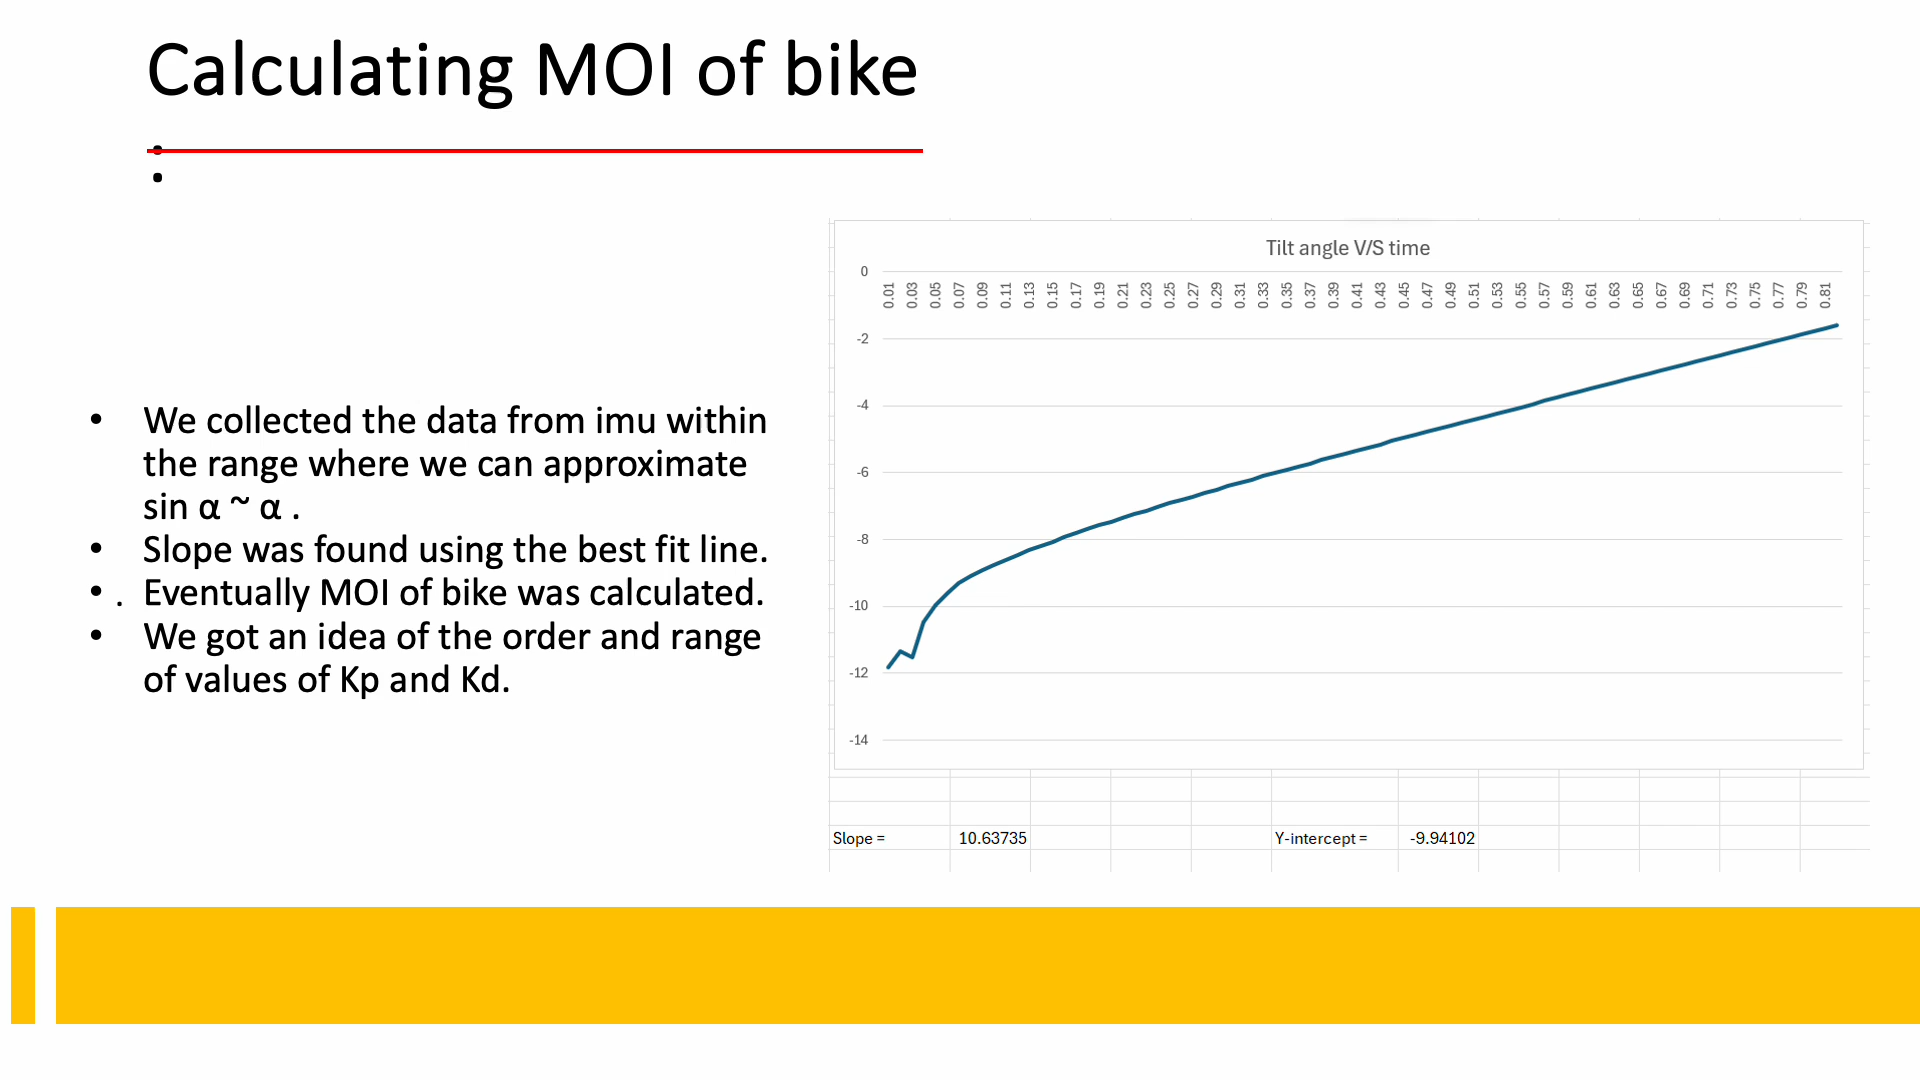 Calculating MOI of bike
:
• We collected the data from imu within
the range where we can approximate
sin α ~ α .
• Slope was found using the best fit line.
• . Eventually MOI of bike was calculated.
• We got an idea of the order and range
of values of Kp and Kd.
Tilt angle V/S time
0
0.01 0.03 0.05 0.07 0.09 0.11 0.13 0.15 0.17 0.19 0.21 0.23 0.25 0.27 0.29 0.31 0.33 0.35 0.37 0.39 0.41 0.43 0.45 0.47 0.49 0.51 0.53 0.55 0.57 0.59 0.61 0.63 0.65 0.67 0.69 0.71 0.73 0.75 0.77 0.79 0.81
-2
-4
-6
-8
-10
-12
-14
Slope = 10.63735 Y-intercept = -9.94102